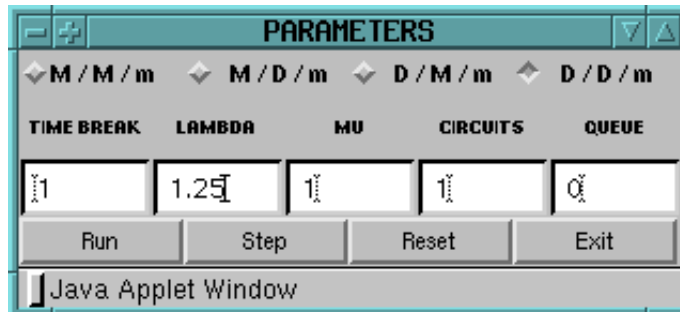 PARAMETERS
M/M/m M/D/m D/M/m D/D/m
TIME BREAK LAMBDA MU CIRCUITS QUEUE
1 1.25 1 1 0
Run Step Reset Exit
Java Applet Window